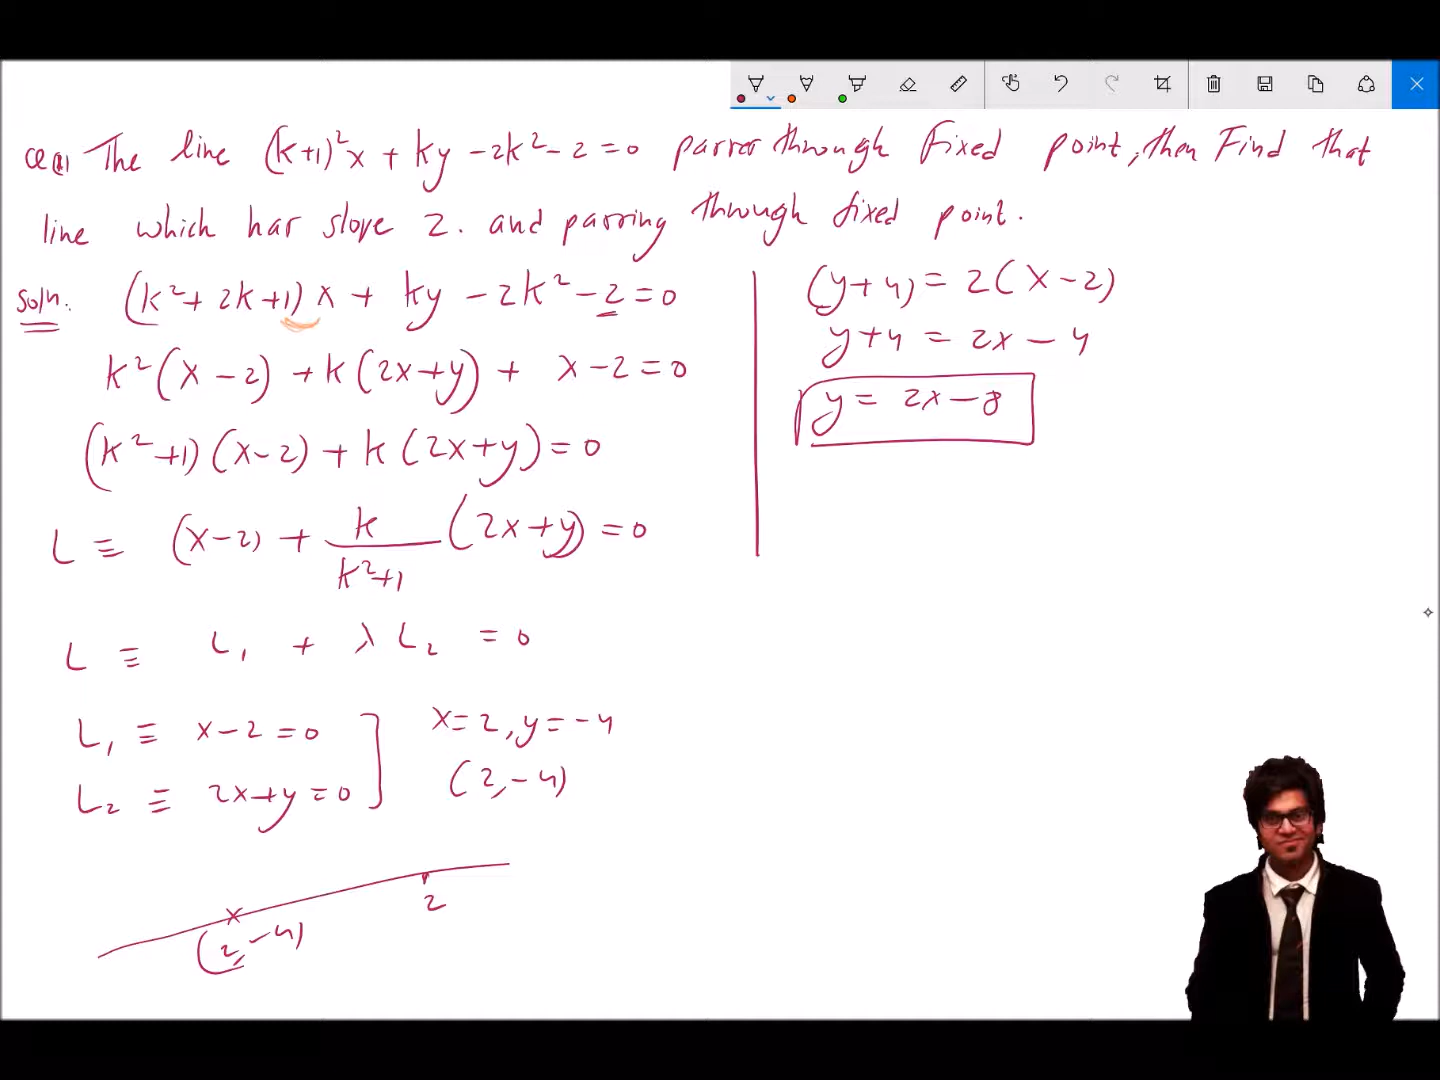 Q(1) The line (k+1)²x + ky - 2k² - 2 = 0 passes through fixed point, then Find that
line which has slope 2. and passing through fixed point.
Soln. (k² + 2k + 1) x + ky - 2k² - 2 = 0
k² (x - 2) + k (2x + y) + x - 2 = 0
(k² + 1) (x - 2) + k (2x + y) = 0
L ≡ (x - 2) + k/(k²+1) (2x + y) = 0
L ≡ L₁ + λ L₂ = 0
L₁ ≡ x - 2 = 0
L₂ ≡ 2x + y = 0
x = 2, y = -4
(2, -4)
2
(2 - 4)
(y + 4) = 2 (x - 2)
y + 4 = 2x - 4
y = 2x - 8